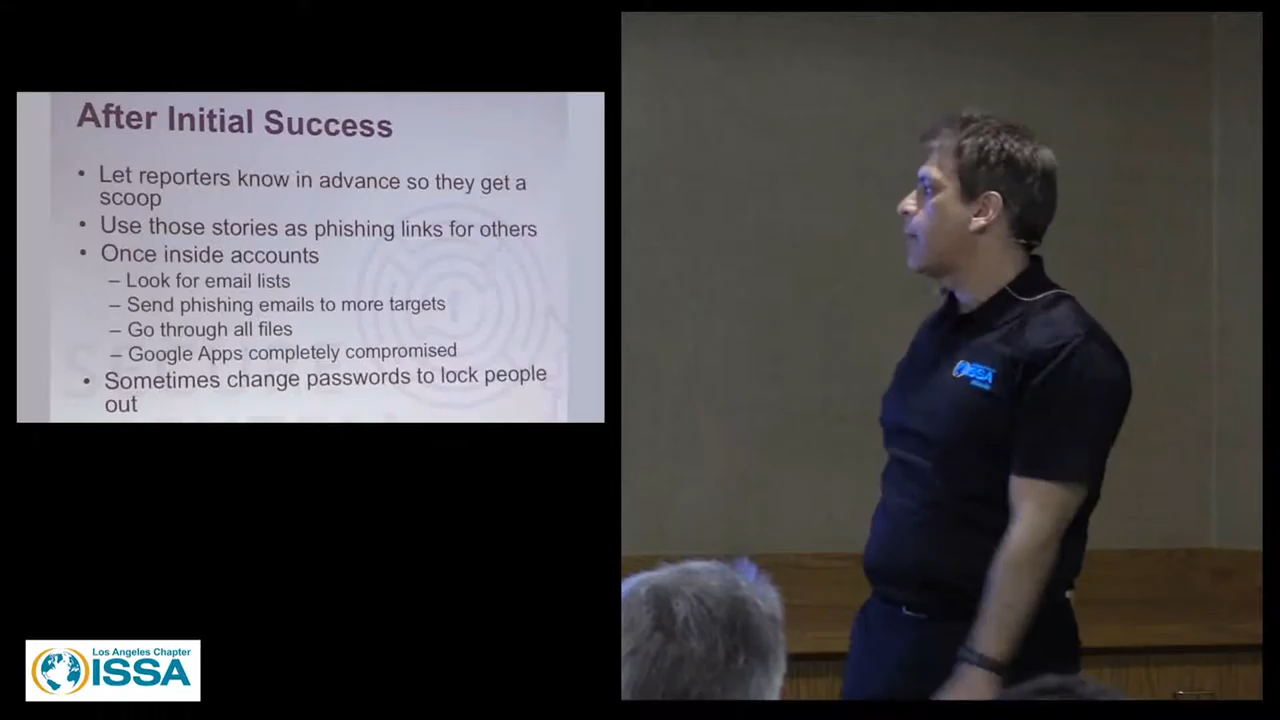 After Initial Success
• Let reporters know in advance so they get a
scoop
• Use those stories as phishing links for others
• Once inside accounts
– Look for email lists
– Send phishing emails to more targets
– Go through all files
– Google Apps completely compromised
• Sometimes change passwords to lock people
out
ISSA
Los Angeles Chapter
ISSA